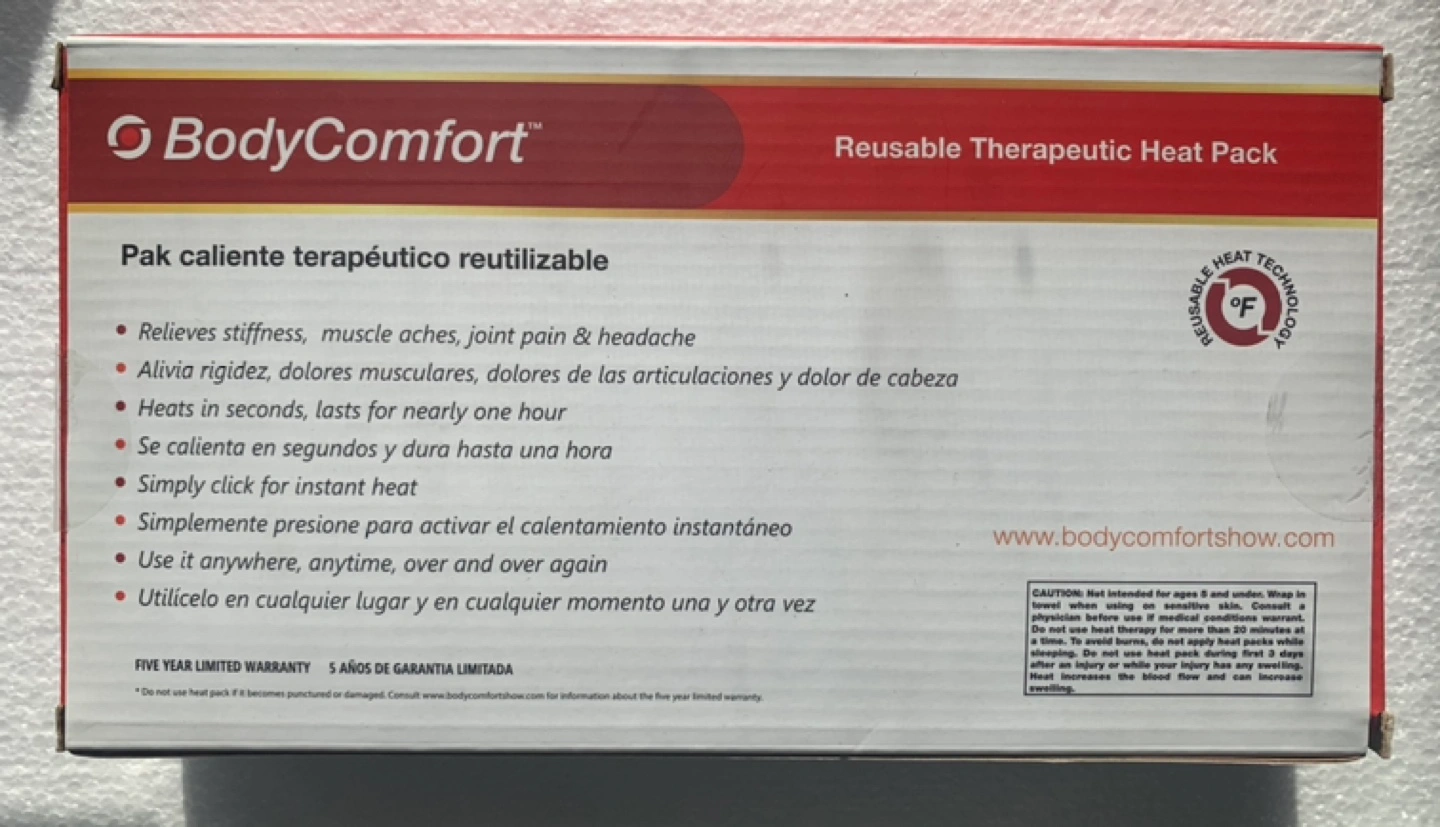 BodyComfort™
Reusable Therapeutic Heat Pack
Pak caliente terapéutico reutilizable
REUSABLE HEAT TECHNOLOGY
ºF
• Relieves stiffness, muscle aches, joint pain & headache
• Alivia rigidez, dolores musculares, dolores de las articulaciones y dolor de cabeza
• Heats in seconds, lasts for nearly one hour
• Se calienta en segundos y dura hasta una hora
• Simply click for instant heat
• Simplemente presione para activar el calentamiento instantáneo
• Use it anywhere, anytime, over and over again
• Utilícelo en cualquier lugar y en cualquier momento una y otra vez
www.bodycomfortshow.com
FIVE YEAR LIMITED WARRANTY 5 AÑOS DE GARANTIA LIMITADA
* Do not use heat pack if it becomes punctured or damaged. Consult www.bodycomfortshow.com for information about the five year limited warranty.
CAUTION: Not intended for ages 5 and under. Wrap in
towel when using on sensitive skin. Consult a
physician before use if medical conditions warrant.
Do not use heat therapy for more than 20 minutes at
a time. To avoid burns, do not apply heat packs while
sleeping. Do not use heat pack during first 3 days
after an injury or while your injury has any swelling.
Heat increases the blood flow and can increase
swelling.